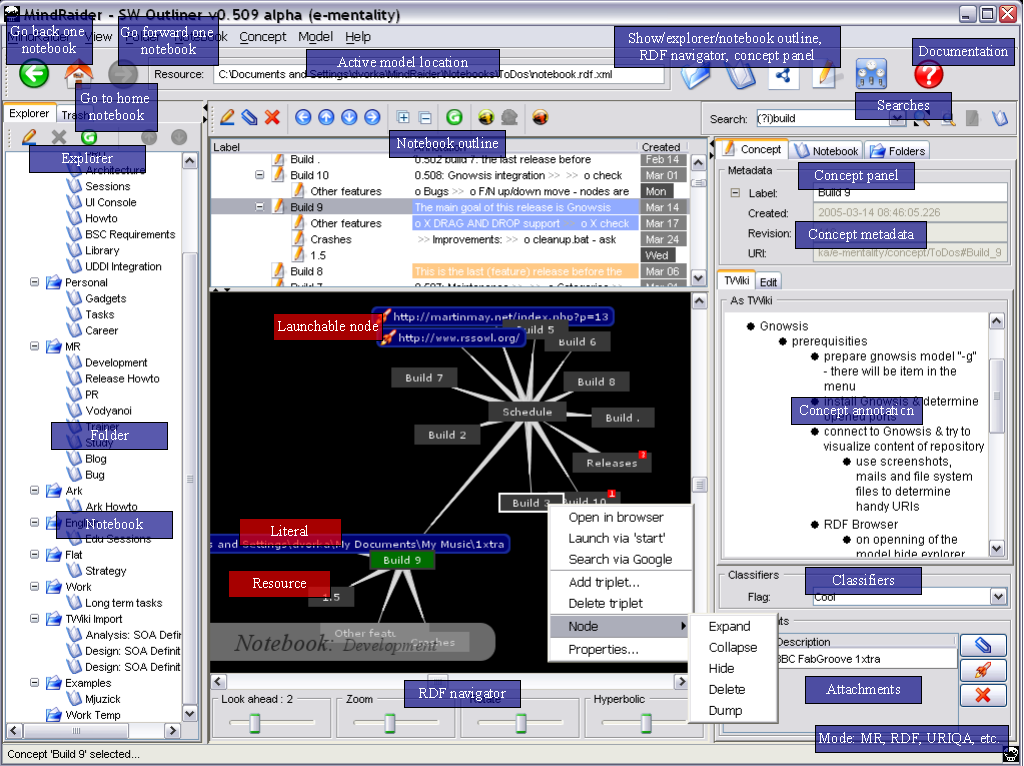 MindRaider - SW Outliner v0.509 alpha (e-mentality)
MindRaider View Folder Notebook Concept Model Help
Go back one notebook
Go forward one notebook
Active model location
Show/explorer/notebook outline, RDF navigator, concept panel
Documentation
Resource: C:\Documents and Settings\dvorka\MindRaider\Notebooks\ToDos\notebook.rdf.xml
Go to home notebook
Searches
Explorer Trash
Search: (?i)build
Notebook outline
Explorer
Architecture
Sessions
UI Console
Howto
BSC Requirements
Library
UDDI Integration
Personal
Gadgets
Tasks
Career
MR
Development
Release Howto
PR
Vodyanoi
Trainer
Folder
Study
Blog
Bug
Ark
Ark Howto
Notebook
Edu Sessions
Flat
Strategy
Work
Long term tasks
TWiki Import
Analysis: SOA Defin
Design: SOA Definit
Design: SOA Definit
Examples
Mjuzick
Work Temp
Label Created
Build . 0.502 build 7: the last release before Feb 14
Build 10 0.508: Gnowsis integration >> >> o check Mar 01
Other features o Bugs >> o F/N up/down move - nodes are Mon
Build 9 The main goal of this release is Gnowsis Mar 14
Other features o X DRAG AND DROP support o X check Mar 17
Crashes >> Improvements: >> o cleanup.bat - ask Mar 24
1.5 Wed
Build 8 This is the last (feature) release before the Mar 06
Build 7 0.507: Maintenance >> o Categories >> Mar 01
Launchable node
http://martinmay.net/index.php?p=13
http://www.rssowl.org/
Build 5
Build 6
Build 7
Build 8
Schedule
Build .
Build 2
Releases
Build 3
Build 10
Literal
s and Settings\dvorka\My Documents\My Music\1xtra
Build 9
Resource
1.5
Other featu
Crashes
Notebook: Development
Open in browser
Launch via 'start'
Search via Google
Add triplet...
Delete triplet
Node
Properties...
Expand
Collapse
Hide
Delete
Dump
RDF navigator
Look ahead : 2 Zoom Rotate Hyperbolic
Concept Notebook Folders
Metadata
Concept panel
Label: Build 9
Created: 2005-03-14 08:46:05.226
Revision:
Concept metadata
URI: ka/e-mentality/concept/ToDos#Build_9
TWiki Edit
As TWiki
Gnowsis
prerequisites
prepare gnowsis model "-g"
- there will be item in the
menu
install Gnowsis & determine
opened ports
Concept annotation
connect to Gnowsis & try to
visualize content of repository
use screenshots,
mails and file system
files to determine
handy URIs
RDF Browser
on openning of the
model hide explorer
Classifiers
Classifiers
Flag: Cool
Description
BBC FabGroove 1xtra
Attachments
Mode: MR, RDF, URIQA, etc.
Concept 'Build 9' selected...